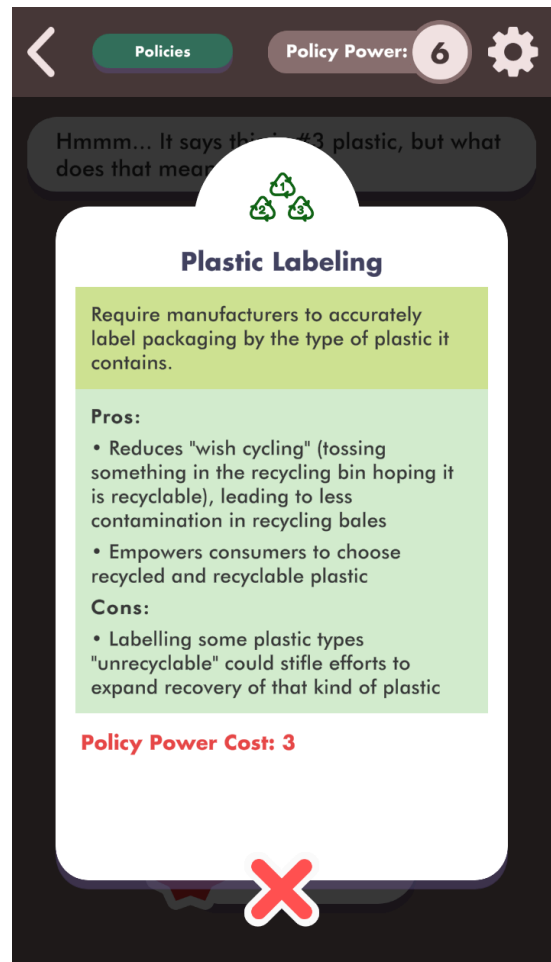 Policies
Policy Power: 6
Hmmm... It says this is #3 plastic, but what
does that mean
1
2 3
Plastic Labeling
Require manufacturers to accurately
label packaging by the type of plastic it
contains.
Pros:
• Reduces "wish cycling" (tossing
something in the recycling bin hoping it
is recyclable), leading to less
contamination in recycling bales
• Empowers consumers to choose
recycled and recyclable plastic
Cons:
• Labelling some plastic types
"unrecyclable" could stifle efforts to
expand recovery of that kind of plastic
Policy Power Cost: 3